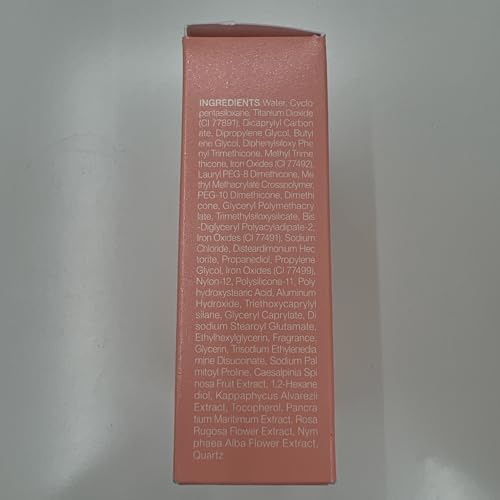 INGREDIENTS Water, Cyclo
pentasiloxane, Titanium Dioxide
(CI 77891), Dicaprylyl Carbon
ate, Dipropylene Glycol, Butyl
ene Glycol, Diphenylsiloxy Phe
nyl Trimethicone, Methyl Trime
thicone, Iron Oxides (CI 77492),
Lauryl PEG-8 Dimethicone, Me
thyl Methacrylate Crosspolymer,
PEG-10 Dimethicone, Dimethi
cone, Glyceryl Polymethacry
late, Trimethylsiloxysilicate, Bis
-Diglyceryl Polyacyladipate-2,
Iron Oxides (CI 77491), Sodium
Chloride, Disteardimonium Hec
torite, Propanediol, Propylene
Glycol, Iron Oxides (CI 77499),
Nylon-12, Polysilicone-11, Poly
hydroxystearic Acid, Aluminum
Hydroxide, Triethoxycaprylyl
silane, Glyceryl Caprylate, Di
sodium Stearoyl Glutamate,
Ethylhexylglycerin, Fragrance,
Glycerin, Trisodium Ethylenedia
mine Disuccinate, Sodium Pal
mitoyl Proline, Caesalpinia Spi
nosa Fruit Extract, 1,2-Hexane
diol, Kappaphycus Alvarezii
Extract, Tocopherol, Pancra
tium Maritimum Extract, Rosa
Rugosa Flower Extract, Nym
phaea Alba Flower Extract,
Quartz